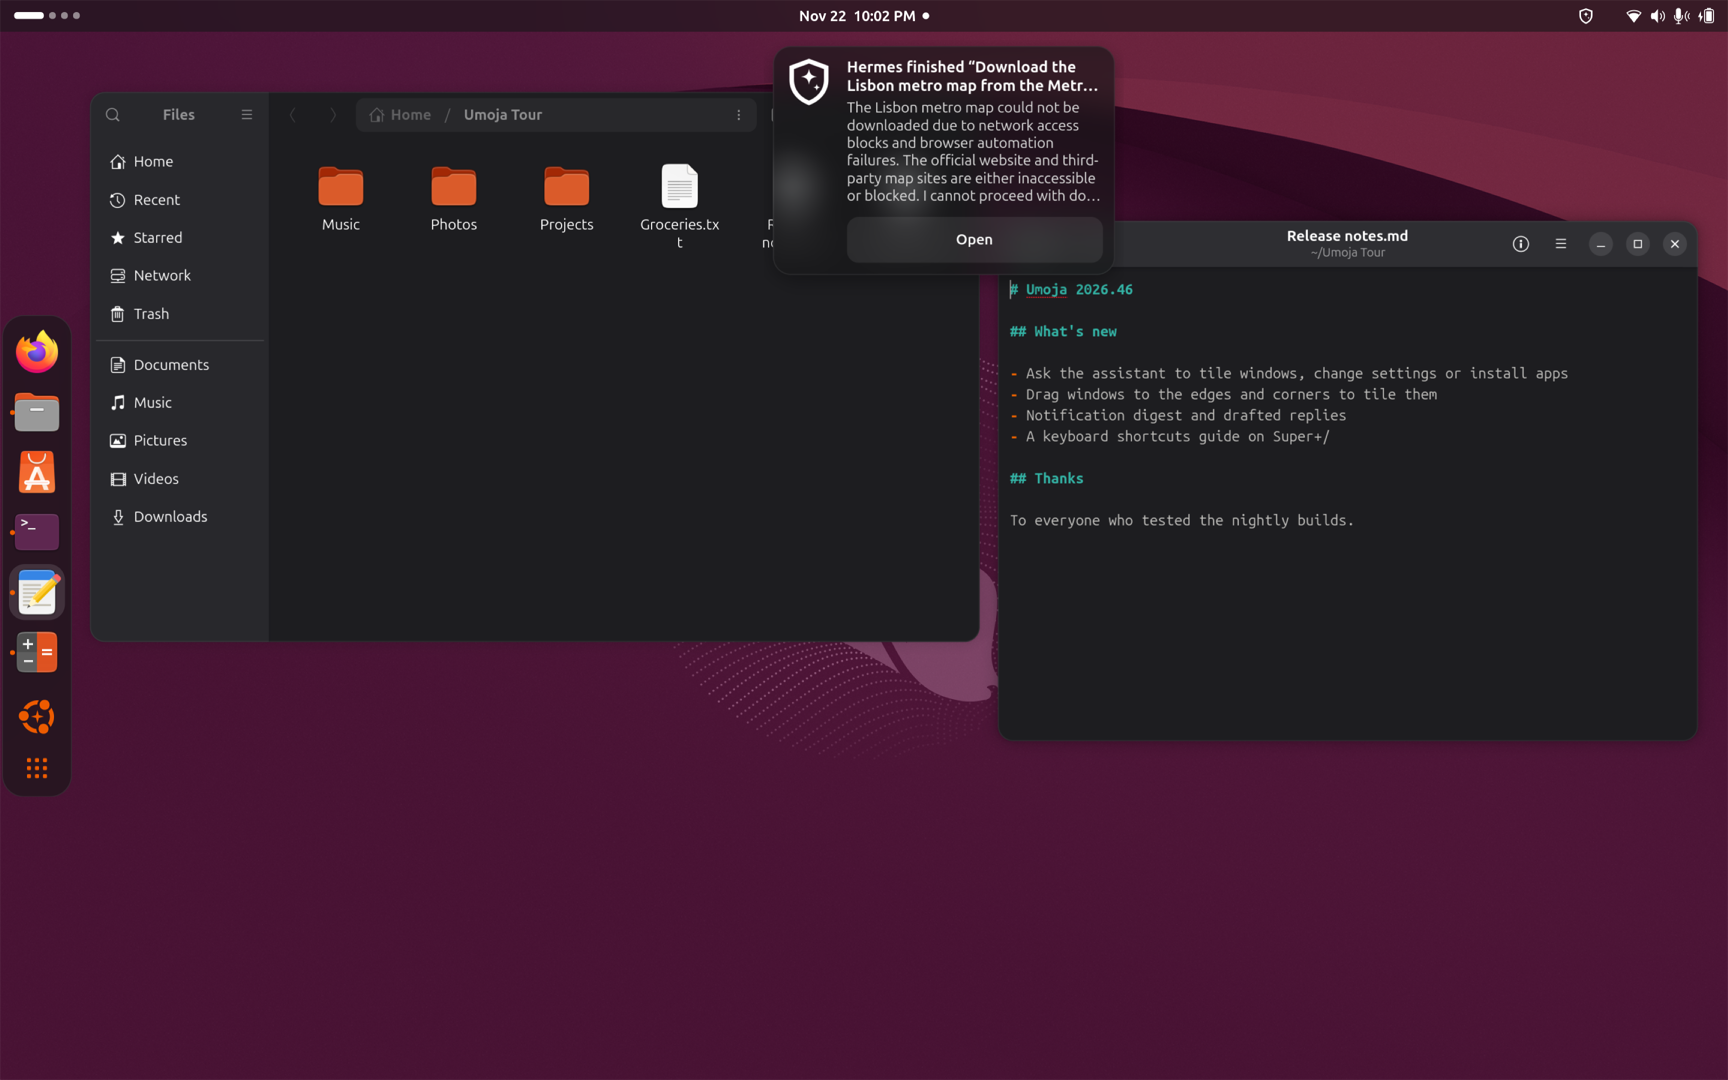 Nov 22 10:02 PM
Hermes finished “Download the
Lisbon metro map from the Metr…
The Lisbon metro map could not be
downloaded due to network access
blocks and browser automation
failures. The official website and third-
party map sites are either inaccessible
or blocked. I cannot proceed with do…
Open
Files
Home / Umoja Tour
Home
Recent
Starred
Network
Trash
Documents
Music
Pictures
Videos
Downloads
Music
Photos
Projects
Groceries.tx
t
Release notes.md
~/Umoja Tour
# Umoja 2026.46
## What's new
- Ask the assistant to tile windows, change settings or install apps
- Drag windows to the edges and corners to tile them
- Notification digest and drafted replies
- A keyboard shortcuts guide on Super+/
## Thanks
To everyone who tested the nightly builds.